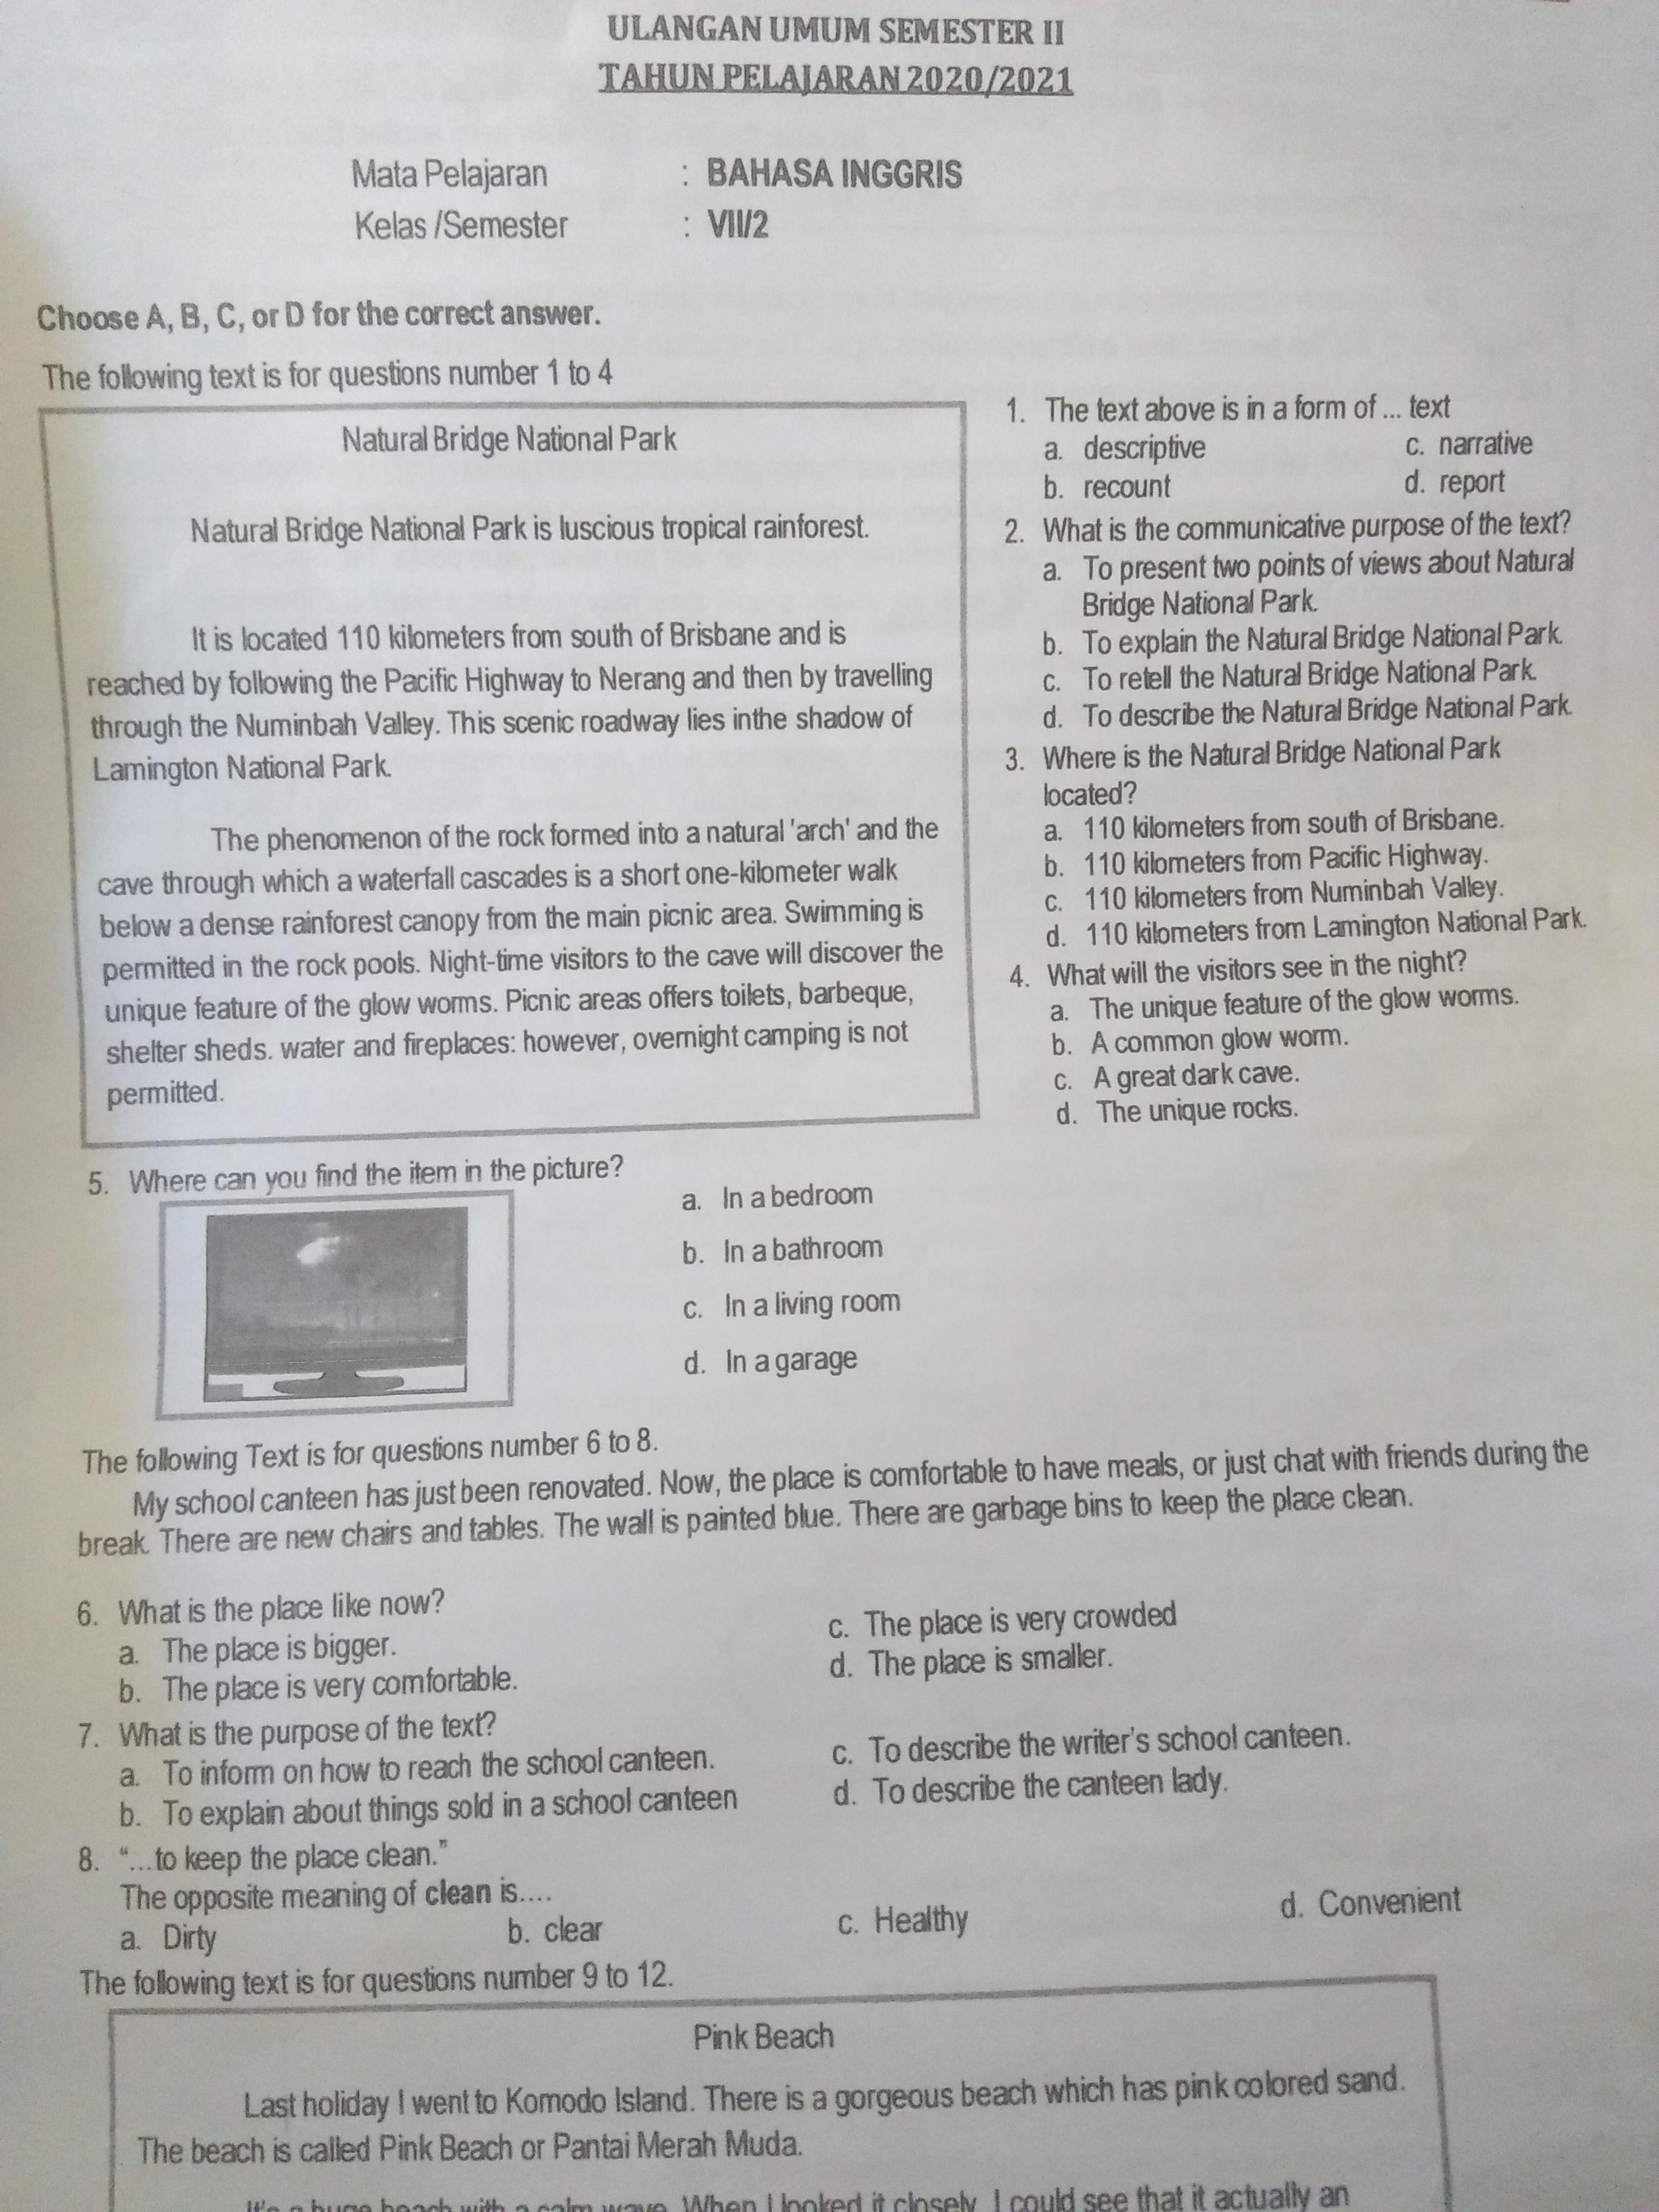 ULANGAN UMUM SEMESTER II
TAHUN PELAJARAN 2020/2021
Mata Pelajaran : BAHASA INGGRIS
Kelas /Semester : VII/2
Choose A, B, C, or D for the correct answer.
The following text is for questions number 1 to 4
Natural Bridge National Park
Natural Bridge National Park is luscious tropical rainforest.
It is located 110 kilometers from south of Brisbane and is
reached by following the Pacific Highway to Nerang and then by travelling
through the Numinbah Valley. This scenic roadway lies inthe shadow of
Lamington National Park.
The phenomenon of the rock formed into a natural 'arch' and the
cave through which a waterfall cascades is a short one-kilometer walk
below a dense rainforest canopy from the main picnic area. Swimming is
permitted in the rock pools. Night-time visitors to the cave will discover the
unique feature of the glow worms. Picnic areas offers toilets, barbeque,
shelter sheds. water and fireplaces: however, overnight camping is not
permitted.
1. The text above is in a form of ... text
a. descriptive c. narrative
b. recount d. report
2. What is the communicative purpose of the text?
a. To present two points of views about Natural
Bridge National Park.
b. To explain the Natural Bridge National Park.
c. To retell the Natural Bridge National Park.
d. To describe the Natural Bridge National Park.
3. Where is the Natural Bridge National Park
located?
a. 110 kilometers from south of Brisbane.
b. 110 kilometers from Pacific Highway.
c. 110 kilometers from Numinbah Valley.
d. 110 kilometers from Lamington National Park.
4. What will the visitors see in the night?
a. The unique feature of the glow worms.
b. A common glow worm.
c. A great dark cave.
d. The unique rocks.
5. Where can you find the item in the picture?
a. In a bedroom
b. In a bathroom
c. In a living room
d. In a garage
The following Text is for questions number 6 to 8.
My school canteen has just been renovated. Now, the place is comfortable to have meals, or just chat with friends during the
break. There are new chairs and tables. The wall is painted blue. There are garbage bins to keep the place clean.
6. What is the place like now?
a. The place is bigger. c. The place is very crowded
b. The place is very comfortable. d. The place is smaller.
7. What is the purpose of the text?
a. To inform on how to reach the school canteen. c. To describe the writer's school canteen.
b. To explain about things sold in a school canteen d. To describe the canteen lady.
8. "...to keep the place clean."
The opposite meaning of clean is....
a. Dirty b. clear c. Healthy d. Convenient
The following text is for questions number 9 to 12.
Pink Beach
Last holiday I went to Komodo Island. There is a gorgeous beach which has pink colored sand.
The beach is called Pink Beach or Pantai Merah Muda.
It's a huge beach with a calm wave. When I looked it closely, I could see that it actually an